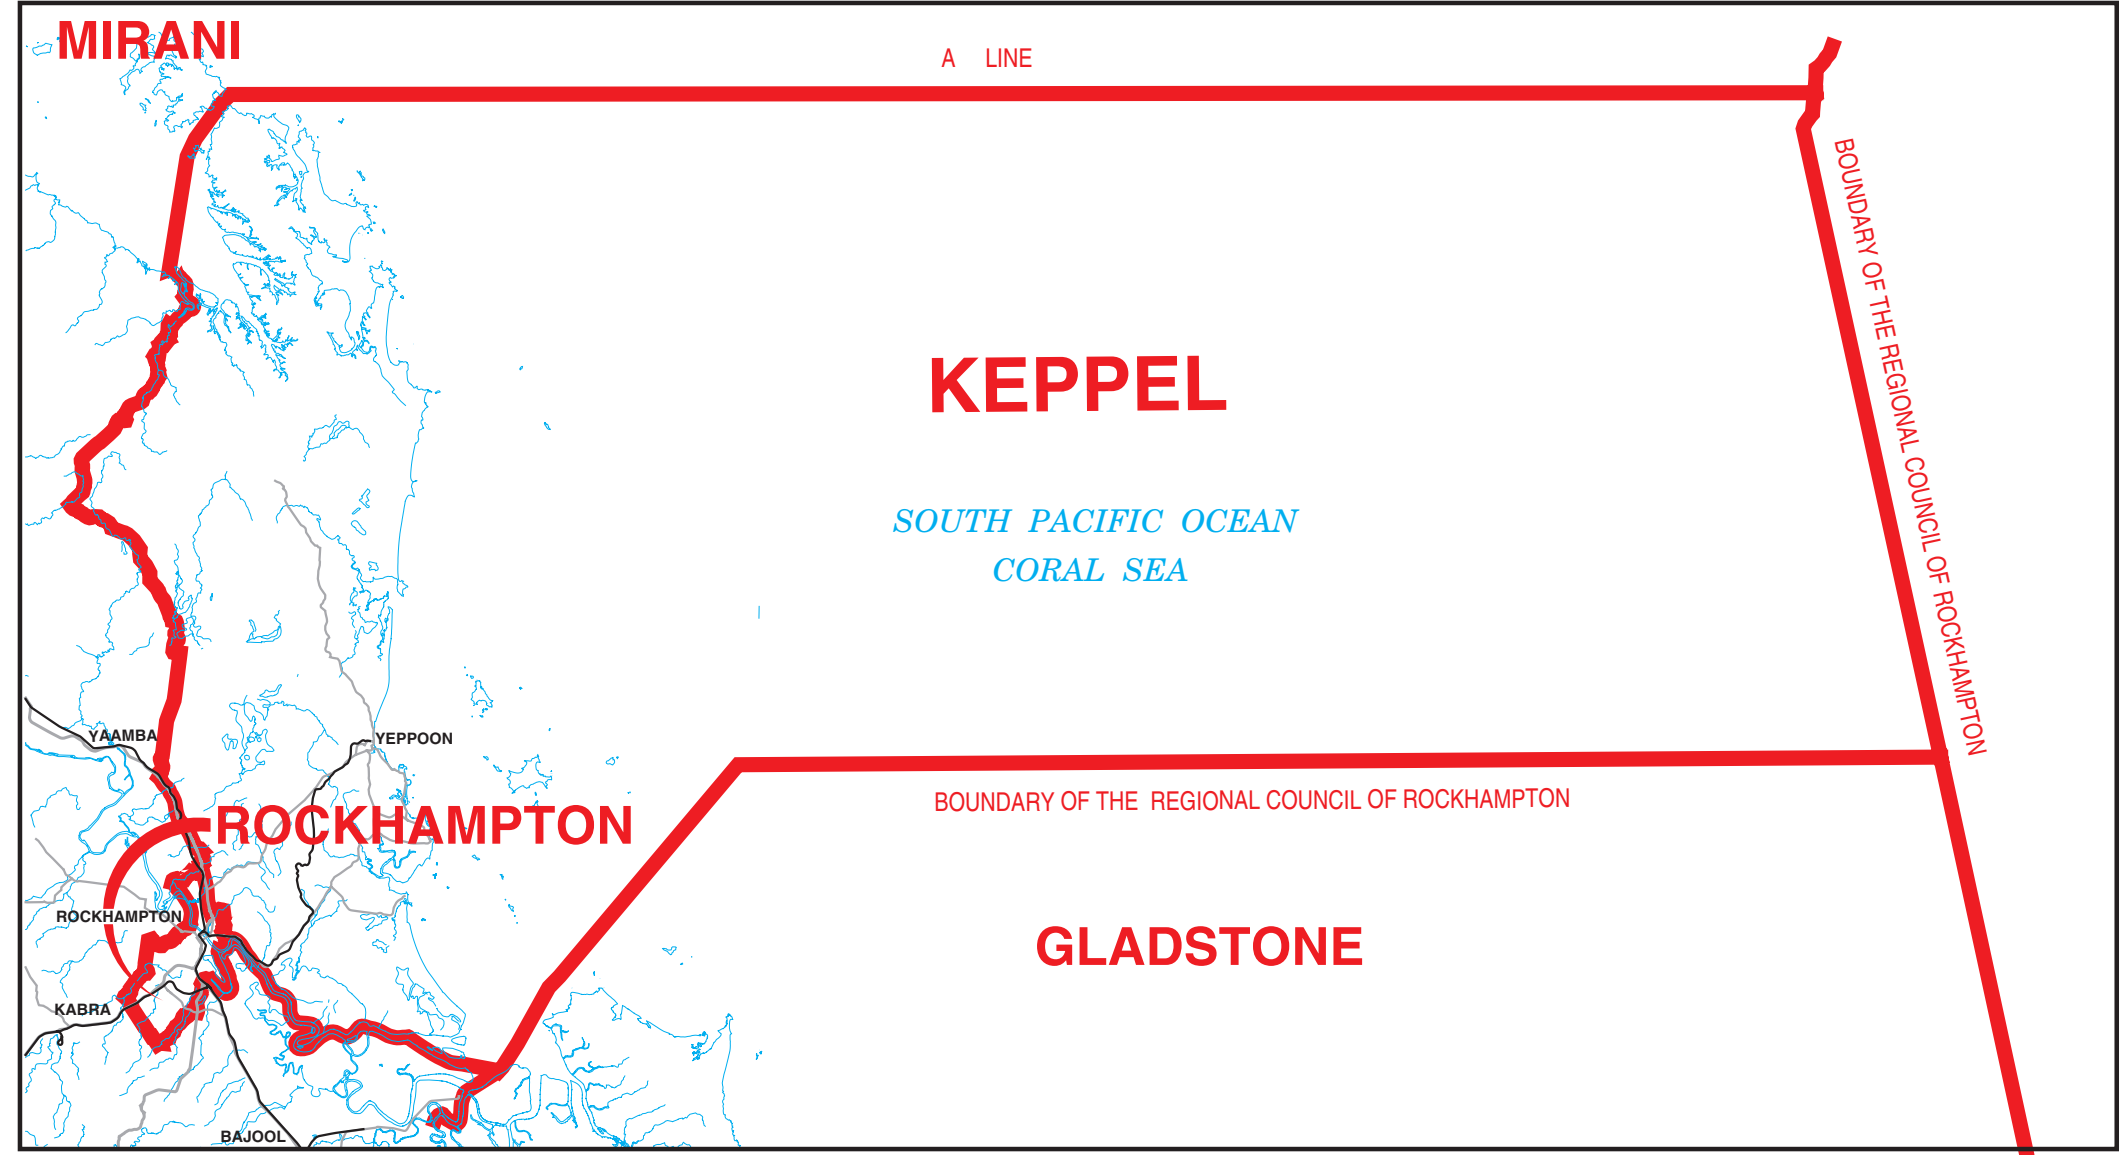 MIRANI
A LINE
BOUNDARY OF THE REGIONAL COUNCIL OF ROCKHAMPTON
KEPPEL
SOUTH PACIFIC OCEAN
CORAL SEA
YAAMBA
YEPPOON
BOUNDARY OF THE REGIONAL COUNCIL OF ROCKHAMPTON
ROCKHAMPTON
ROCKHAMPTON
GLADSTONE
KABRA
BAJOOL